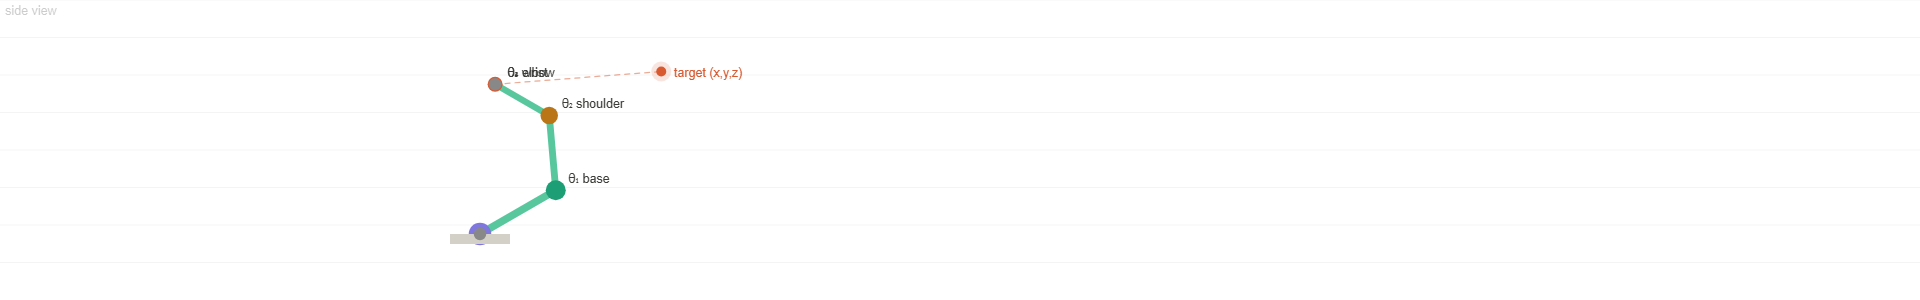 side view
target (x,y,z)
θ₂ shoulder
θ₁ base